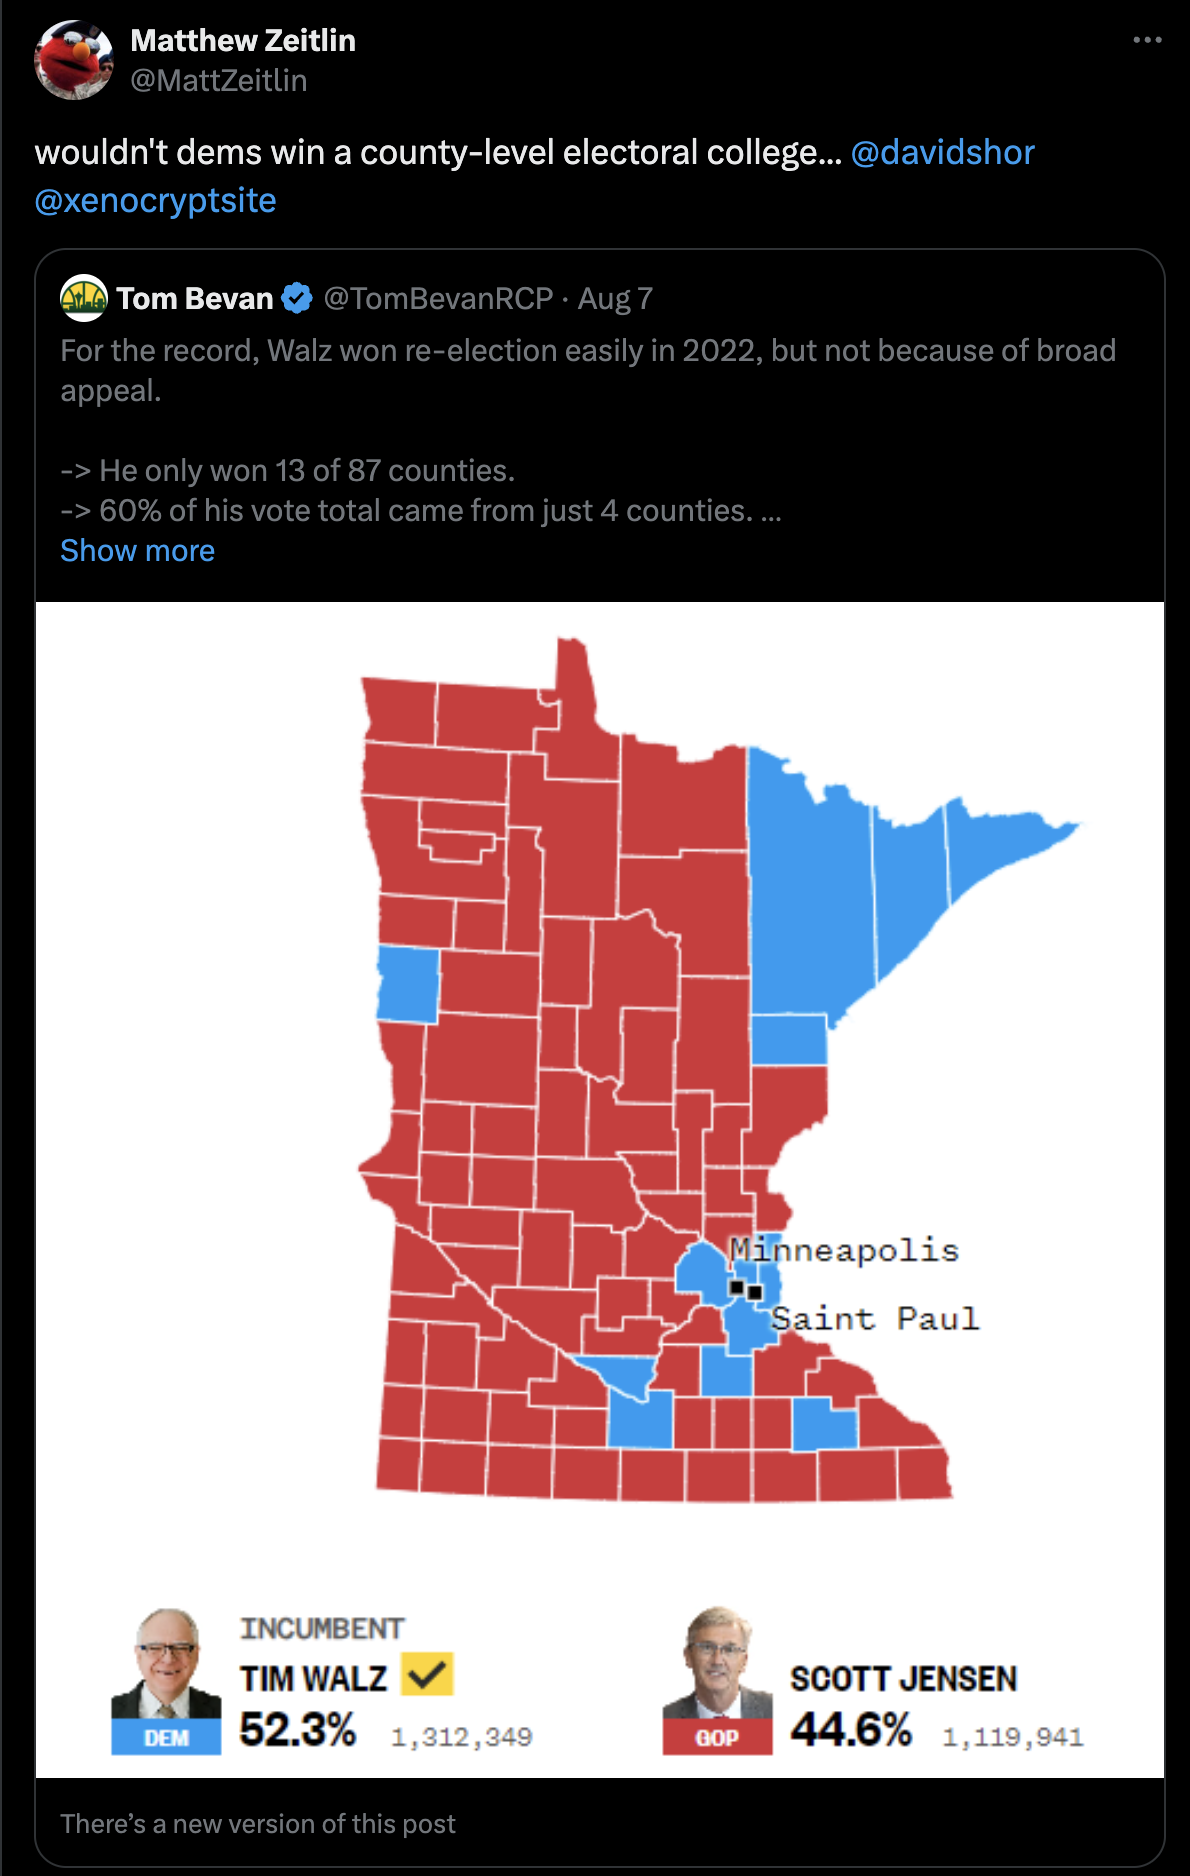 Matthew Zeitlin
@MattZeitlin
wouldn't dems win a county-level electoral college... @davidshor
@xenocryptsite
Tom Bevan @TomBevanRCP · Aug 7
For the record, Walz won re-election easily in 2022, but not because of broad
appeal.
-> He only won 13 of 87 counties.
-> 60% of his vote total came from just 4 counties. ...
Show more
Minneapolis
Saint Paul
INCUMBENT
TIM WALZ
DEM
52.3% 1,312,349
SCOTT JENSEN
GOP
44.6% 1,119,941
There's a new version of this post